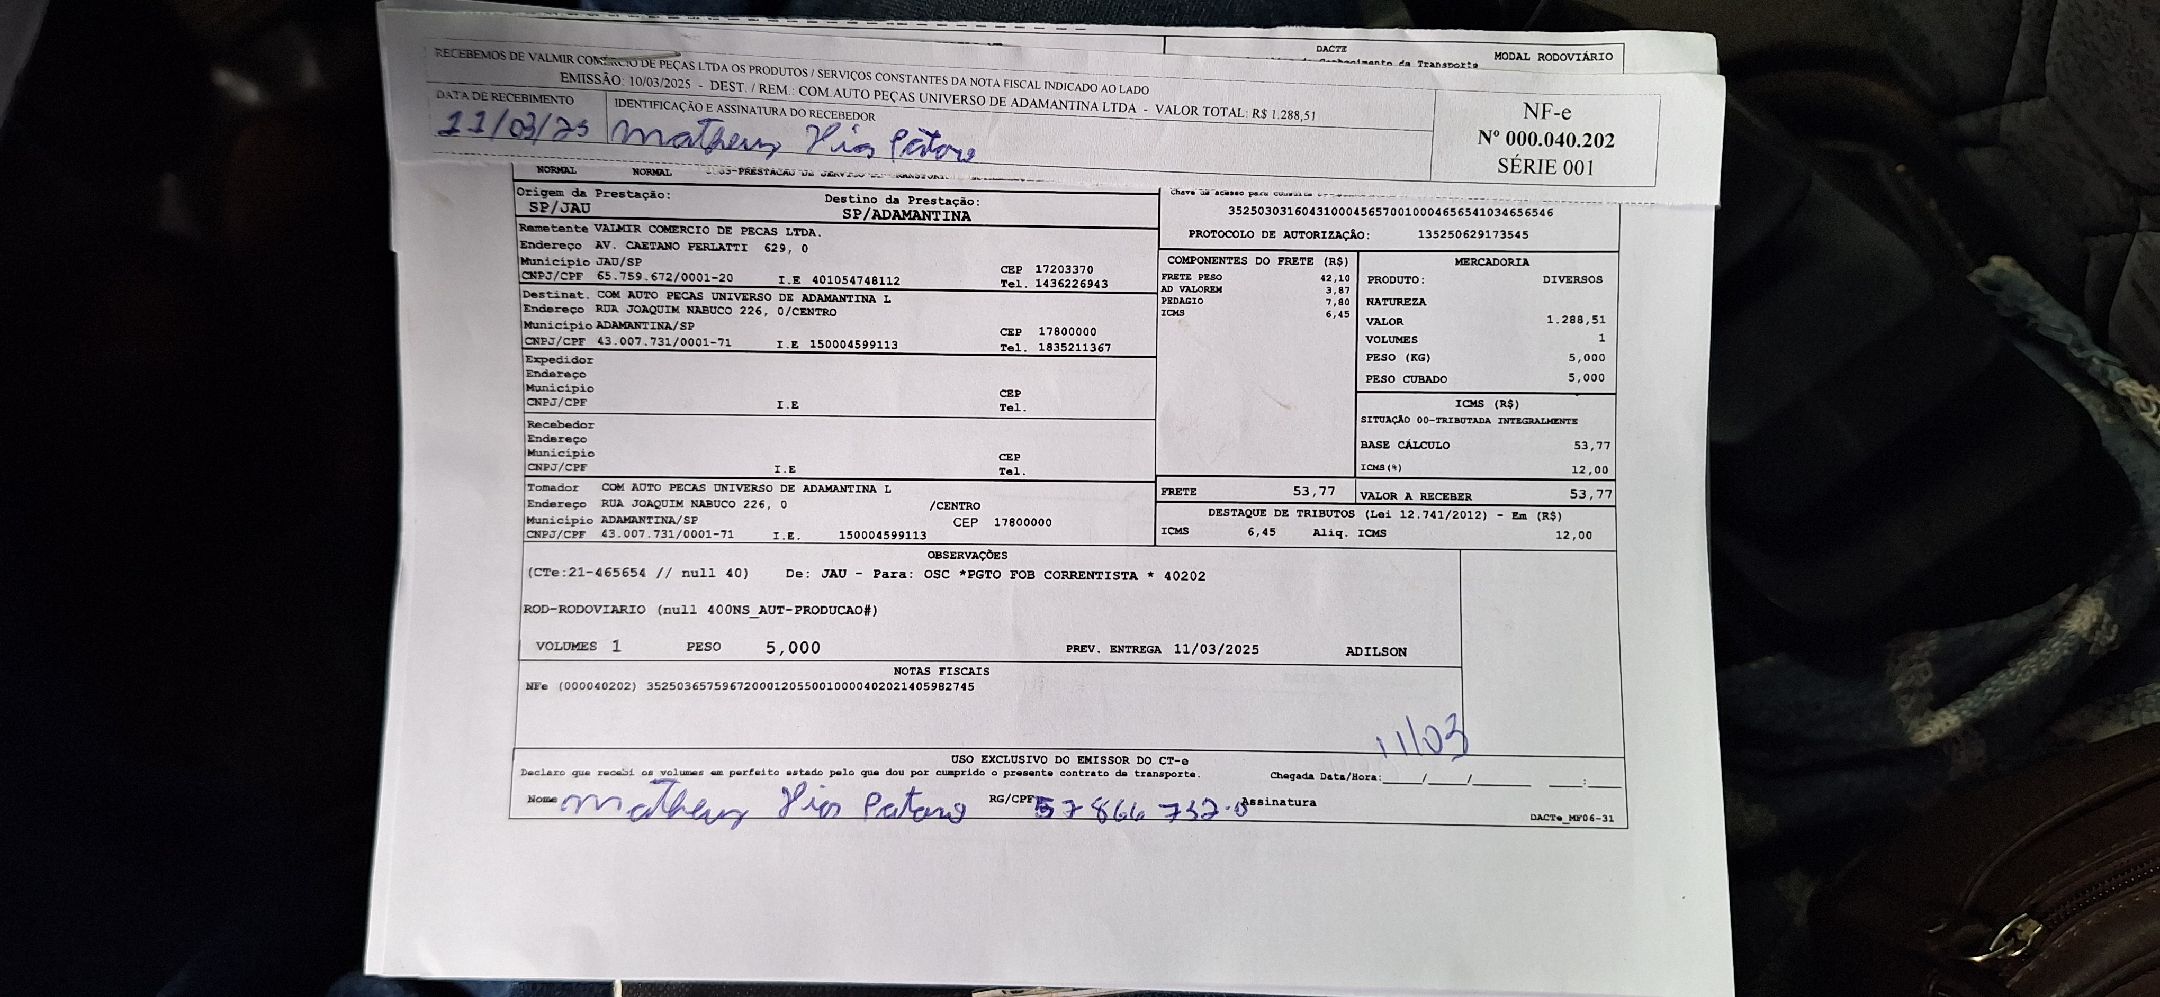 DACTE
MODAL RODOVIÁRIO
RECEBEMOS DE VALMIR COMERCIO DE PEÇAS LTDA OS PRODUTOS / SERVIÇOS CONSTANTES DA NOTA FISCAL INDICADO AO LADO
EMISSÃO: 10/03/2025 - DEST. / REM.: COM.AUTO PEÇAS UNIVERSO DE ADAMANTINA LTDA - VALOR TOTAL: R$ 1.288,51
DATA DE RECEBIMENTO
IDENTIFICAÇÃO E ASSINATURA DO RECEBEDOR
11/03/25 Matheus
NF-e
Nº 000.040.202
SÉRIE 001
NORMAL NORMAL
Origem da Prestação:
SP/JAU
Destino da Prestação:
SP/ADAMANTINA
Chave de acesso para
35250303160431000456570010004656541034656546
PROTOCOLO DE AUTORIZAÇÃO: 135250629173545
Remetente VALMIR COMERCIO DE PECAS LTDA.
Endereço AV. CAETANO PERLATTI 629, 0
Município JAU/SP
CEP 17203370
CNPJ/CPF 65.759.672/0001-20 I.E 401054748112 Tel. 1436226943
Destinat. COM AUTO PECAS UNIVERSO DE ADAMANTINA L
Endereço RUA JOAQUIM NABUCO 226, 0/CENTRO
Município ADAMANTINA/SP CEP 17800000
CNPJ/CPF 43.007.731/0001-71 I.E 150004599113 Tel. 1835211367
Expedidor
Endereço
Município CEP
CNPJ/CPF I.E Tel.
Recebedor
Endereço
Município CEP
CNPJ/CPF I.E Tel.
Tomador COM AUTO PECAS UNIVERSO DE ADAMANTINA L
Endereço RUA JOAQUIM NABUCO 226, 0 /CENTRO
Município ADAMANTINA/SP CEP 17800000
CNPJ/CPF 43.007.731/0001-71 I.E. 150004599113
COMPONENTES DO FRETE (R$)
FRETE PESO 42,10
AD VALOREM 3,87
PEDAGIO 7,80
ICMS 6,45
MERCADORIA
PRODUTO: DIVERSOS
NATUREZA
VALOR 1.288,51
VOLUMES 1
PESO (KG) 5,000
PESO CUBADO 5,000
ICMS (R$)
SITUAÇÃO 00-TRIBUTADA INTEGRALMENTE
BASE CÁLCULO 53,77
ICMS(%) 12,00
FRETE 53,77 VALOR A RECEBER 53,77
DESTAQUE DE TRIBUTOS (Lei 12.741/2012) - Em (R$)
ICMS 6,45 Aliq. ICMS 12,00
OBSERVAÇÕES
(CTe:21-465654 // null 40) De: JAU - Para: OSC *PGTO FOB CORRENTISTA * 40202
ROD-RODOVIARIO (null 400NS_AUT-PRODUCAO#)
VOLUMES 1 PESO 5,000 PREV. ENTREGA 11/03/2025 ADILSON
NOTAS FISCAIS
NFe (000040202) 35250365759672000120550010000402021405982745
11/03
USO EXCLUSIVO DO EMISSOR DO CT-e
Declaro que recebi os volumes em perfeito estado pelo que dou por cumprido o presente contrato de transporte.
Chegada Data/Hora:____/____/______ ___:___
Nome Matheus RG/CPF 57866732-0 Assinatura
DACTe_MF06-31